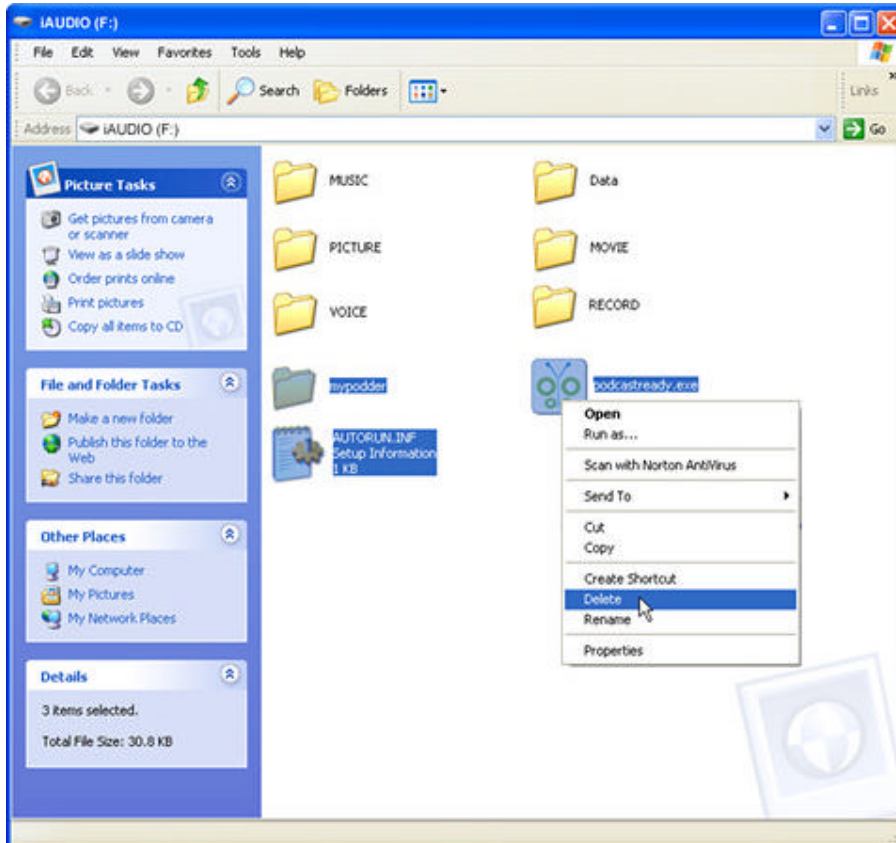 iAUDIO (F:)
File Edit View Favorites Tools Help
Back Search Folders Links
Address iAUDIO (F:) Go
Picture Tasks
Get pictures from camera
or scanner
View as a slide show
Order prints online
Print pictures
Copy all items to CD
File and Folder Tasks
Make a new folder
Publish this folder to the
Web
Share this folder
Other Places
My Computer
My Pictures
My Network Places
Details
3 items selected.
Total File Size: 30.8 KB
MUSIC
Data
PICTURE
MOVIE
VOICE
RECORD
mypodder
podcastready.exe
AUTORUN.INF
Setup Information
1 KB
Open
Run as...
Scan with Norton AntiVirus
Send To
Cut
Copy
Create Shortcut
Delete
Rename
Properties